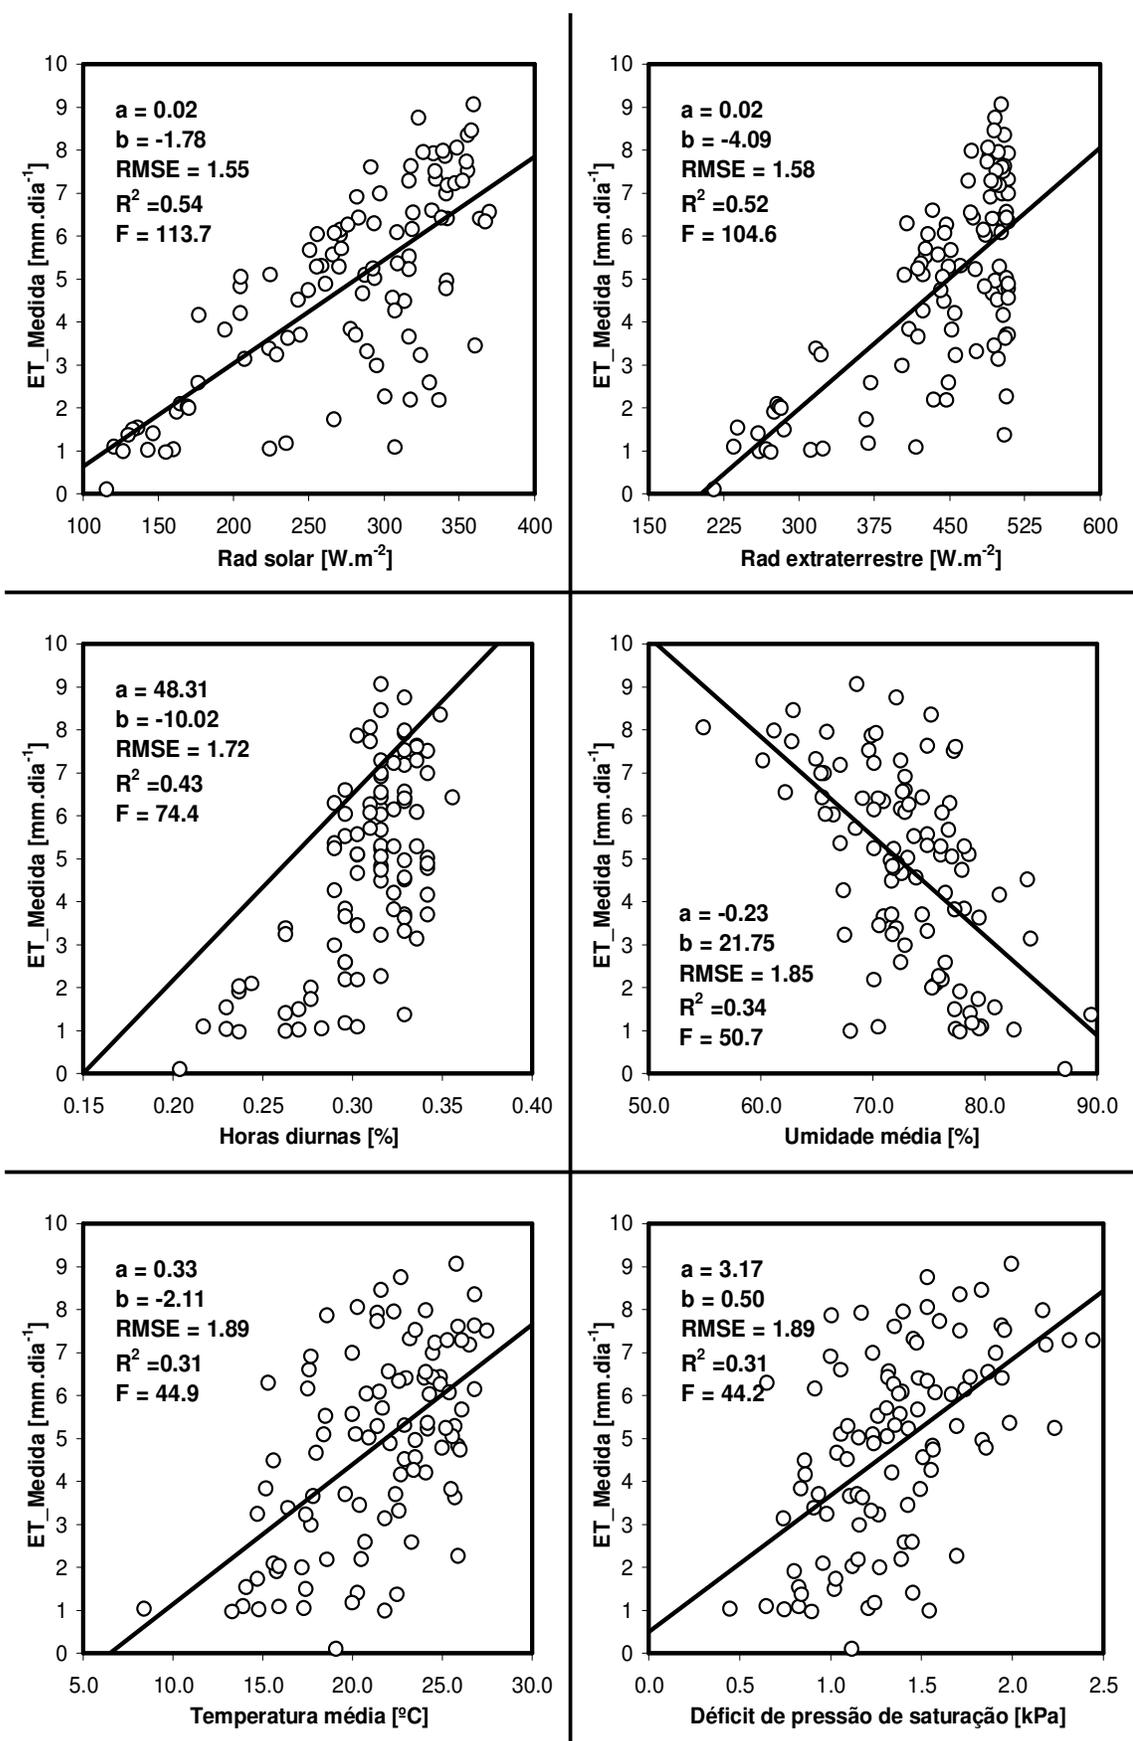 10
9
8
7
6
5
4
3
2
1
0
ET_Medida [mm.dia⁻¹]
a = 0.02
b = -1.78
RMSE = 1.55
R² =0.54
F = 113.7
100 150 200 250 300 350 400
Rad solar [W.m⁻²]
10
9
8
7
6
5
4
3
2
1
0
ET_Medida [mm.dia⁻¹]
a = 0.02
b = -4.09
RMSE = 1.58
R² =0.52
F = 104.6
150 225 300 375 450 525 600
Rad extraterrestre [W.m⁻²]
10
9
8
7
6
5
4
3
2
1
0
ET_Medida [mm.dia⁻¹]
a = 48.31
b = -10.02
RMSE = 1.72
R² =0.43
F = 74.4
0.15 0.20 0.25 0.30 0.35 0.40
Horas diurnas [%]
10
9
8
7
6
5
4
3
2
1
0
ET_Medida [mm.dia⁻¹]
a = -0.23
b = 21.75
RMSE = 1.85
R² =0.34
F = 50.7
50.0 60.0 70.0 80.0 90.0
Umidade média [%]
10
9
8
7
6
5
4
3
2
1
0
ET_Medida [mm.dia⁻¹]
a = 0.33
b = -2.11
RMSE = 1.89
R² =0.31
F = 44.9
5.0 10.0 15.0 20.0 25.0 30.0
Temperatura média [ºC]
10
9
8
7
6
5
4
3
2
1
0
ET_Medida [mm.dia⁻¹]
a = 3.17
b = 0.50
RMSE = 1.89
R² =0.31
F = 44.2
0.0 0.5 1.0 1.5 2.0 2.5
Déficit de pressão de saturação [kPa]